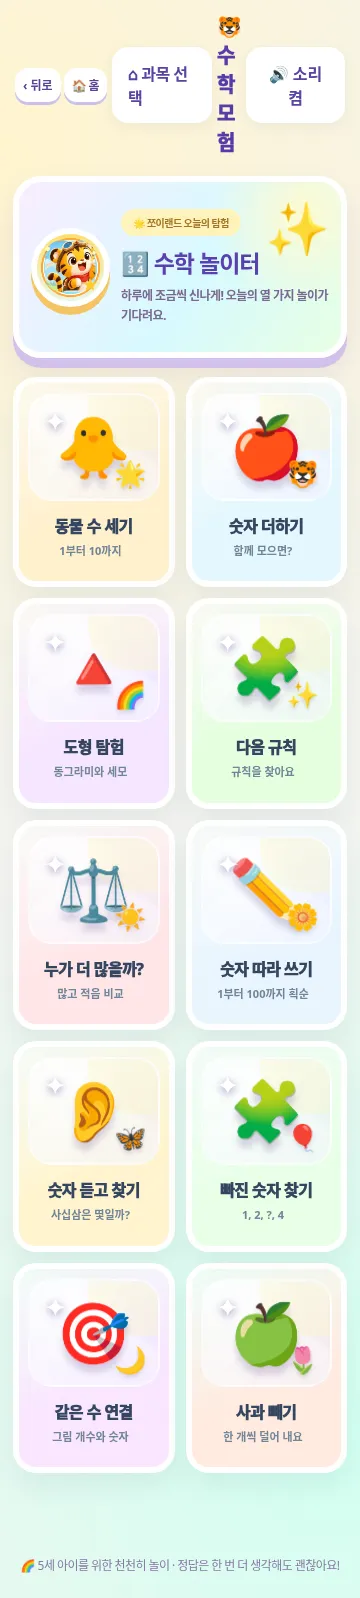 ‹ 뒤로
🏠 홈
⌂ 과목 선
택
🐯
수
학
모
험
🔊 소리
켬
🌟 쪼이랜드 오늘의 탐험
🔢 수학 놀이터
하루에 조금씩 신나게! 오늘의 열 가지 놀이가
기다려요.
동물 수 세기
1부터 10까지
숫자 더하기
함께 모으면?
도형 탐험
동그라미와 세모
다음 규칙
규칙을 찾아요
누가 더 많을까?
많고 적음 비교
숫자 따라 쓰기
1부터 100까지 획순
숫자 듣고 찾기
사십삼은 몇일까?
빠진 숫자 찾기
1, 2, ?, 4
같은 수 연결
그림 개수와 숫자
사과 빼기
한 개씩 덜어 내요
🌈 5세 아이를 위한 천천히 놀이 · 정답은 한 번 더 생각해도 괜찮아요!